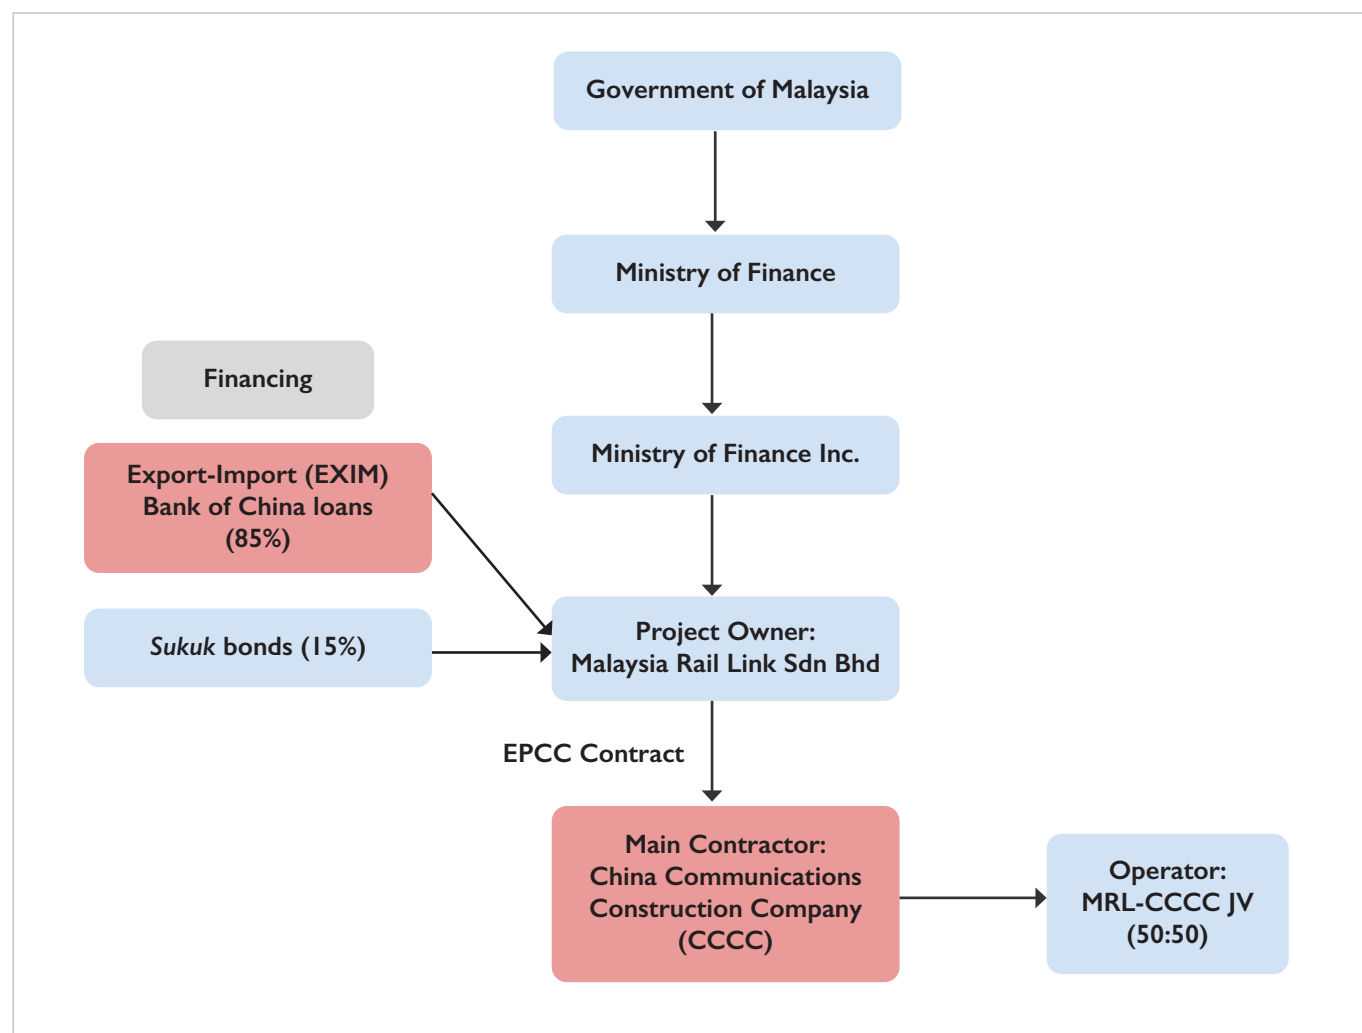 Government of Malaysia
Ministry of Finance
Financing
Ministry of Finance Inc.
Export-Import (EXIM)
Bank of China loans
(85%)
Sukuk bonds (15%)
Project Owner:
Malaysia Rail Link Sdn Bhd
EPCC Contract
Main Contractor:
China Communications
Construction Company
(CCCC)
Operator:
MRL-CCCC JV
(50:50)